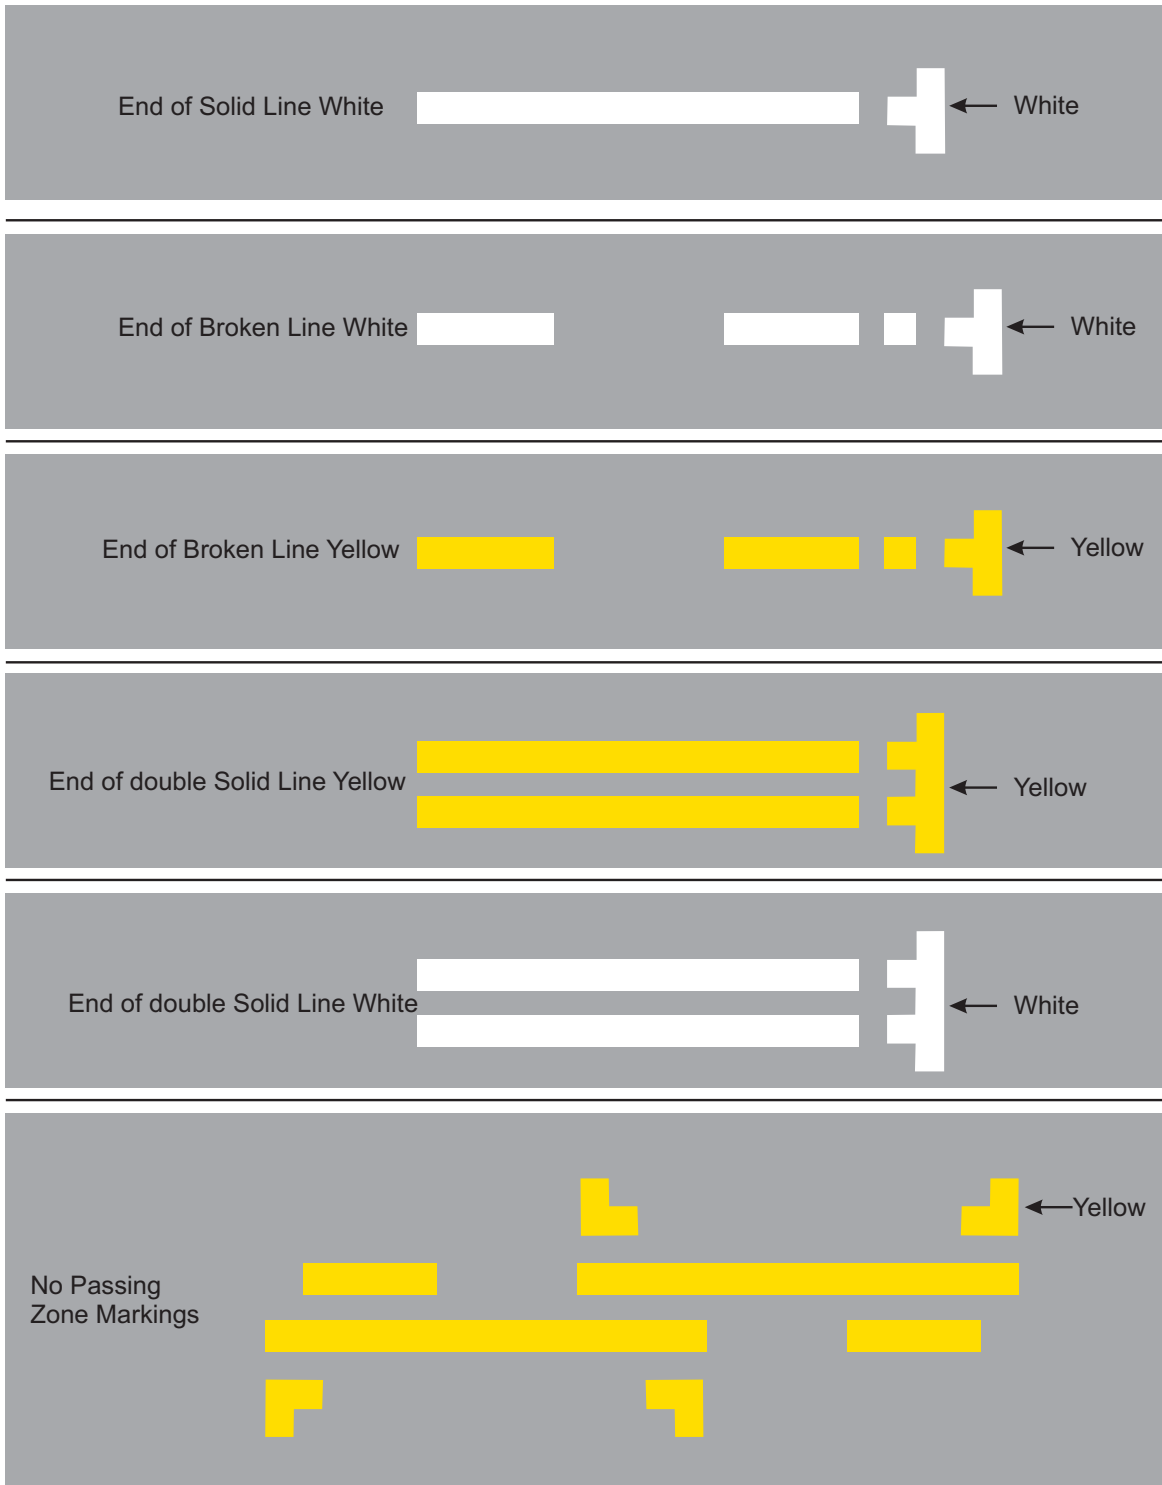 End of Solid Line White
White
End of Broken Line White
White
End of Broken Line Yellow
Yellow
End of double Solid Line Yellow
Yellow
End of double Solid Line White
White
Yellow
No Passing
Zone Markings